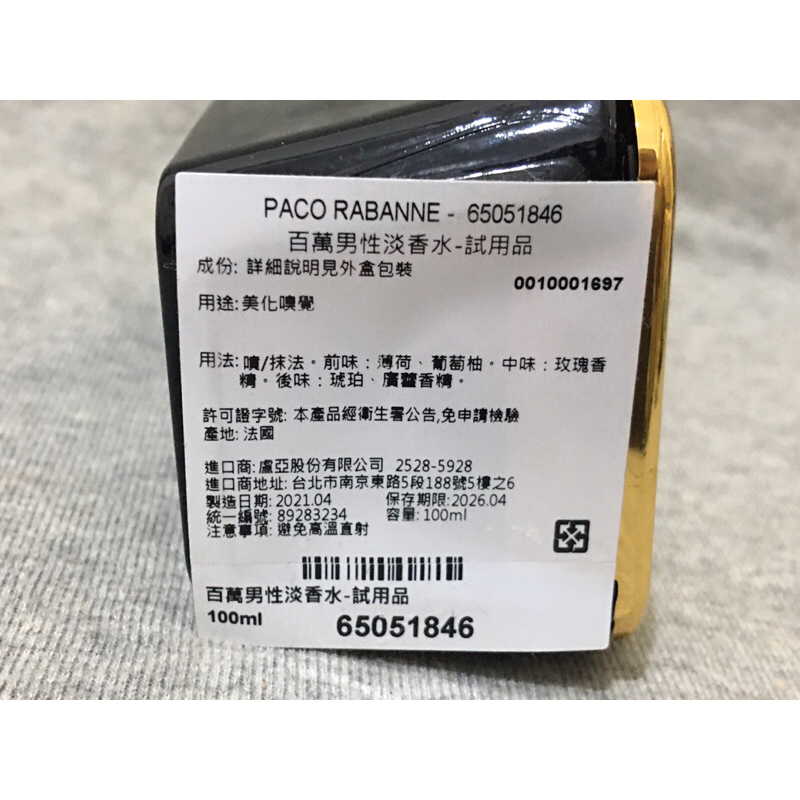 PACO RABANNE - 65051846
百萬男性淡香水-試用品
成份: 詳細說明見外盒包裝
0010001697
用途:美化嗅覺
用法:噴/抹法。前味:薄荷、葡萄柚。中味:玫瑰香
精。後味:琥珀、廣藿香精。
許可證字號: 本產品經衛生署公告,免申請檢驗
產地: 法國
進口商: 盧亞股份有限公司 2528-5928
進口商地址: 台北市南京東路5段188號5樓之6
製造日期: 2021.04 保存期限:2026.04
統一編號: 89283234 容量: 100ml
注意事項: 避免高溫直射
百萬男性淡香水-試用品
100ml 65051846